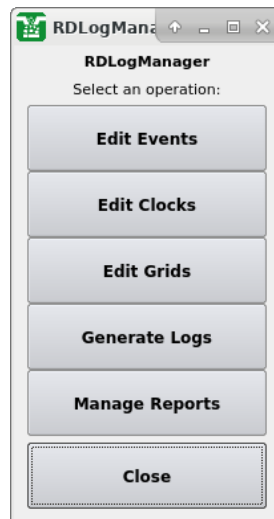 RDLogMana
RDLogManager
Select an operation:
Edit Events
Edit Clocks
Edit Grids
Generate Logs
Manage Reports
Close